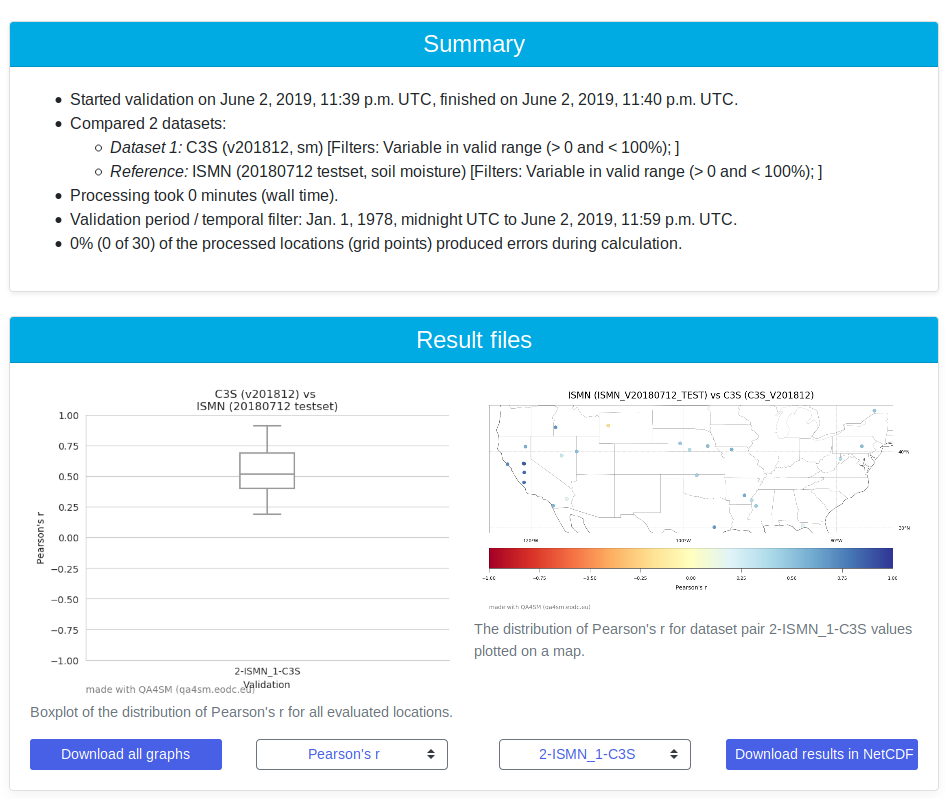 Summary
Started validation on June 2, 2019, 11:39 p.m. UTC, finished on June 2, 2019, 11:40 p.m. UTC.
Compared 2 datasets:
Dataset 1: C3S (v201812, sm) [Filters: Variable in valid range (> 0 and < 100%); ]
Reference: ISMN (20180712 testset, soil moisture) [Filters: Variable in valid range (> 0 and < 100%); ]
Processing took 0 minutes (wall time).
Validation period / temporal filter: Jan. 1, 1978, midnight UTC to June 2, 2019, 11:59 p.m. UTC.
0% (0 of 30) of the processed locations (grid points) produced errors during calculation.
Result files
C3S (v201812) vs
ISMN (20180712 testset)
1.00
0.75
0.50
0.25
0.00
−0.25
−0.50
−0.75
−1.00
Pearson's r
2-ISMN_1-C3S
Validation
made with QA4SM (qa4sm.eodc.eu)
Boxplot of the distribution of Pearson's r for all evaluated locations.
ISMN (ISMN_V20180712_TEST) vs C3S (C3S_V201812)
40°N
120°W 100°W
−1.00 −0.75 −0.50 −0.25 0.00 0.25 0.50 0.75 1.00
Pearson's r
made with QA4SM (qa4sm.eodc.eu)
The distribution of Pearson's r for dataset pair 2-ISMN_1-C3S values
plotted on a map.
Download all graphs
Pearson's r
2-ISMN_1-C3S
Download results in NetCDF